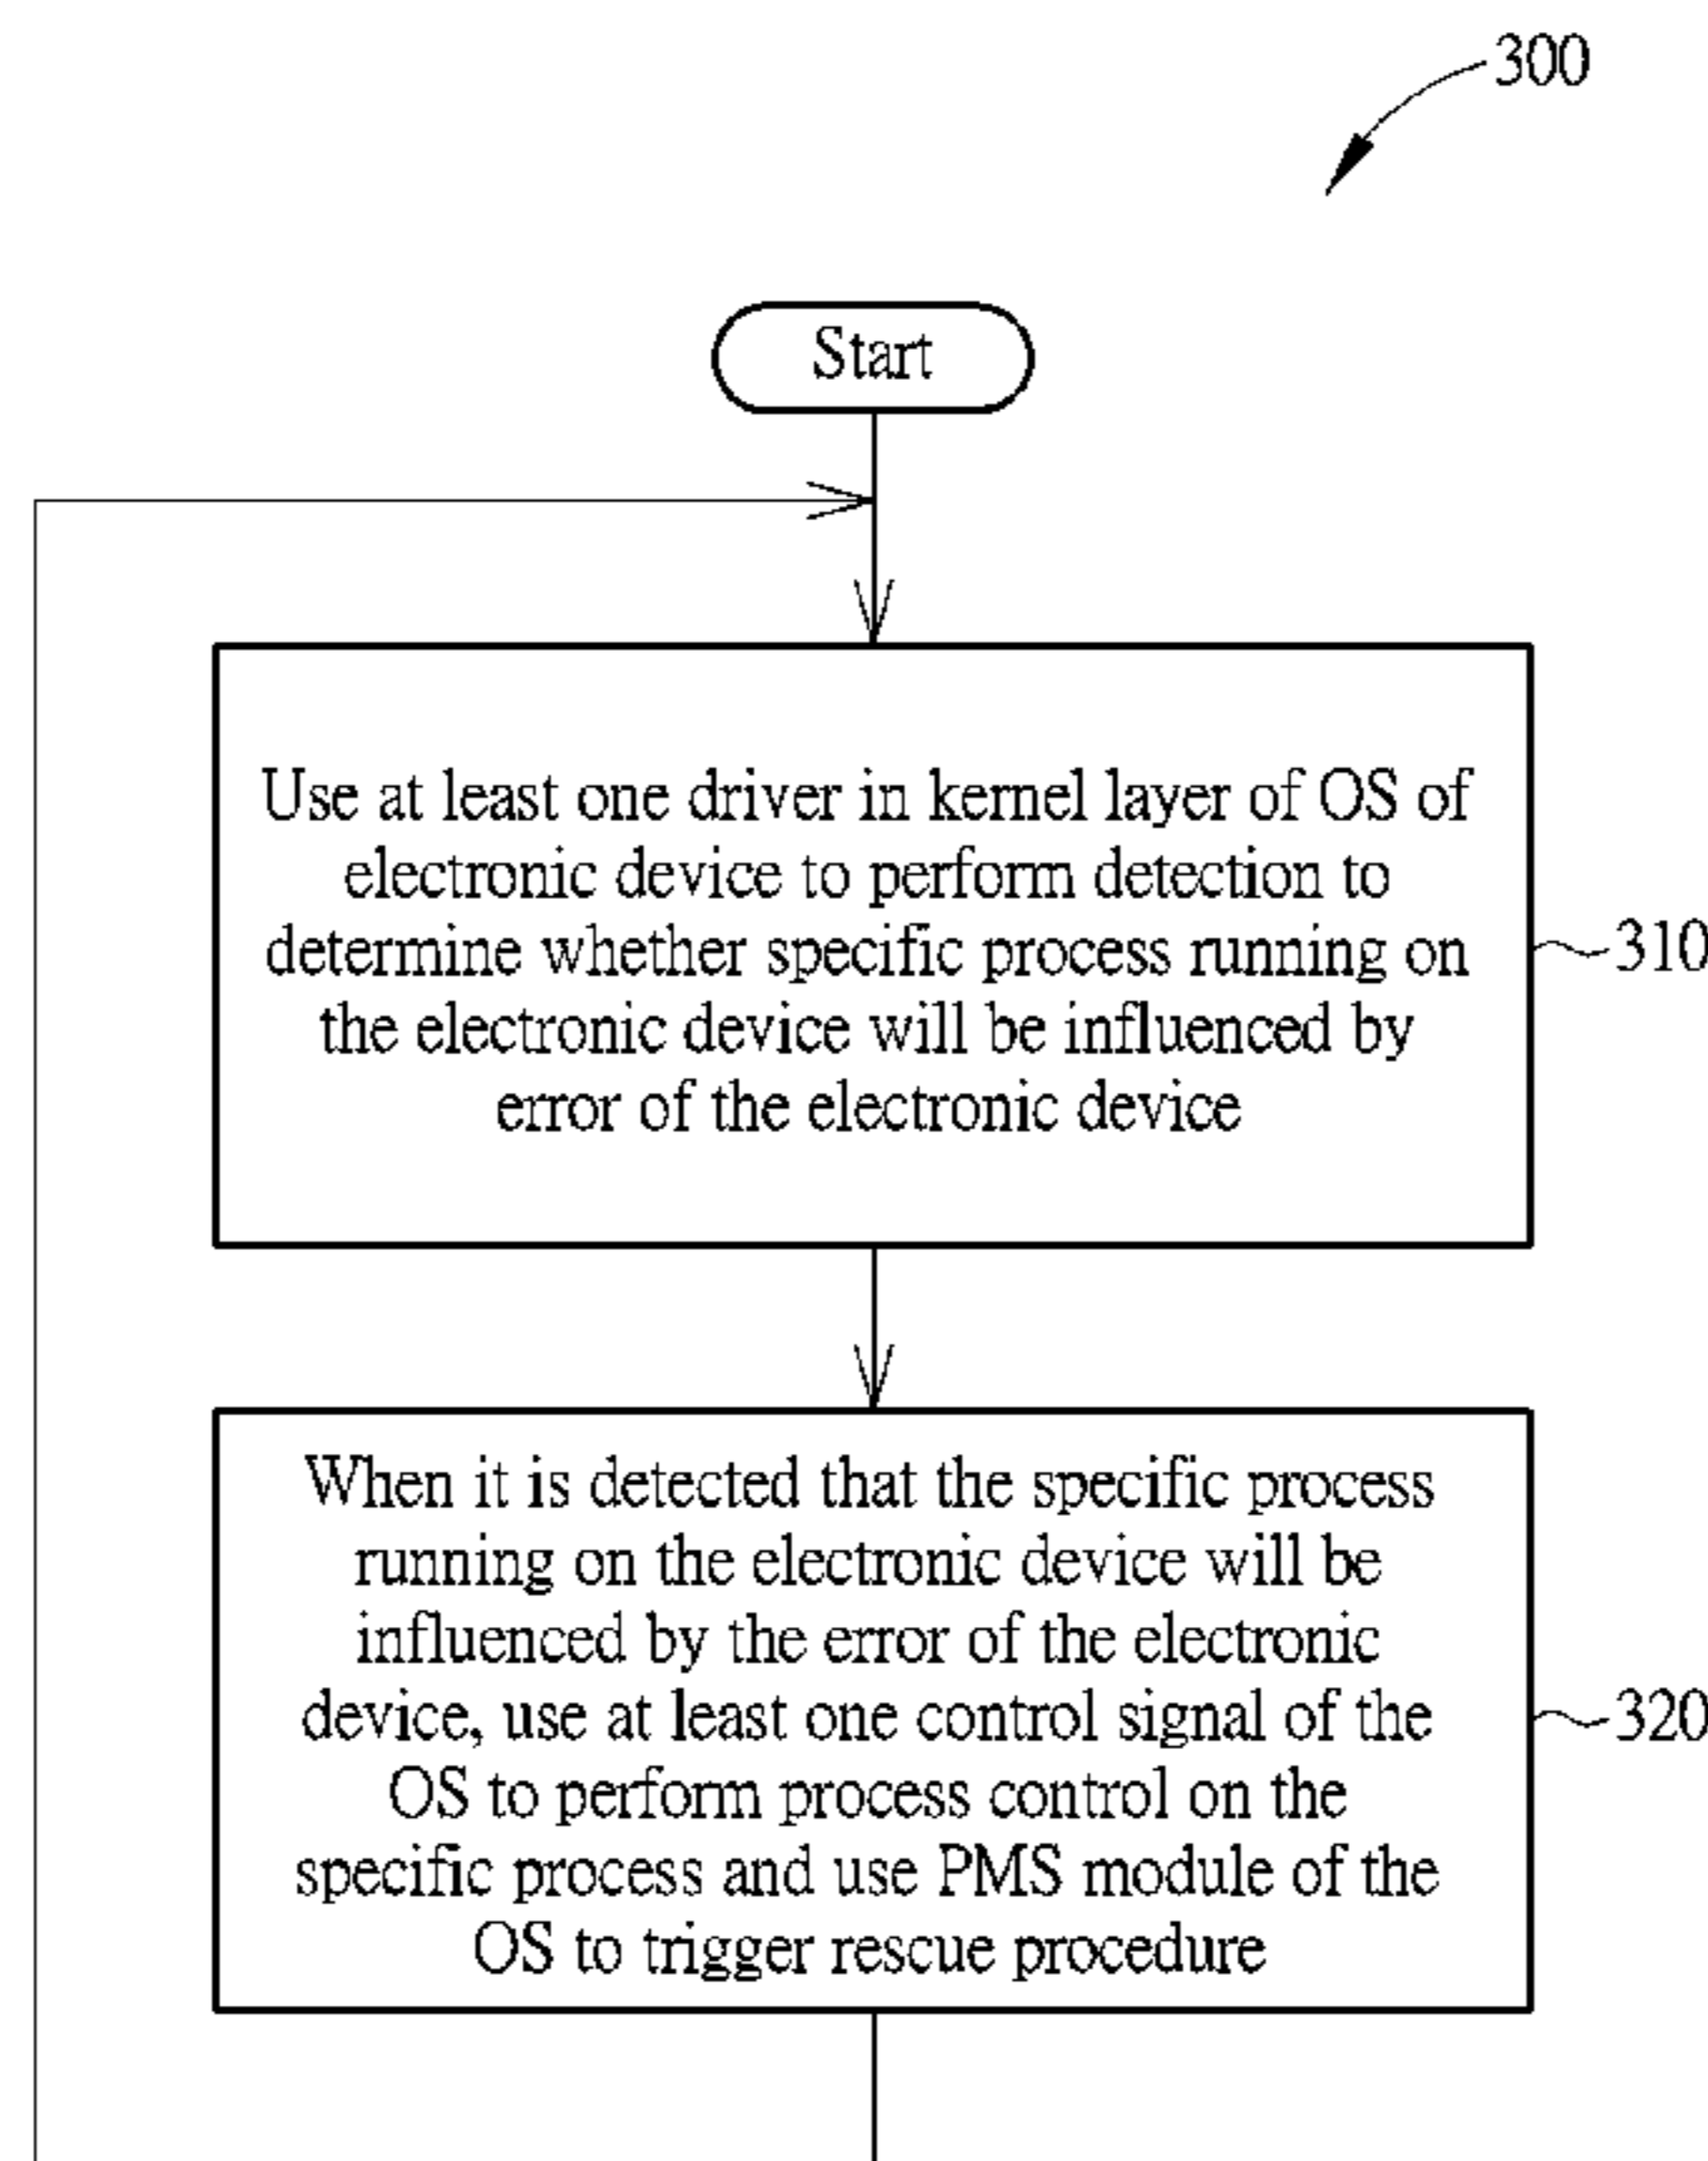 300
Start
Use at least one driver in kernel layer of OS of
electronic device to perform detection to
determine whether specific process running on
the electronic device will be influenced by
error of the electronic device
310
When it is detected that the specific process
running on the electronic device will be
influenced by the error of the electronic
device, use at least one control signal of the
OS to perform process control on the
specific process and use PMS module of the
OS to trigger rescue procedure
320